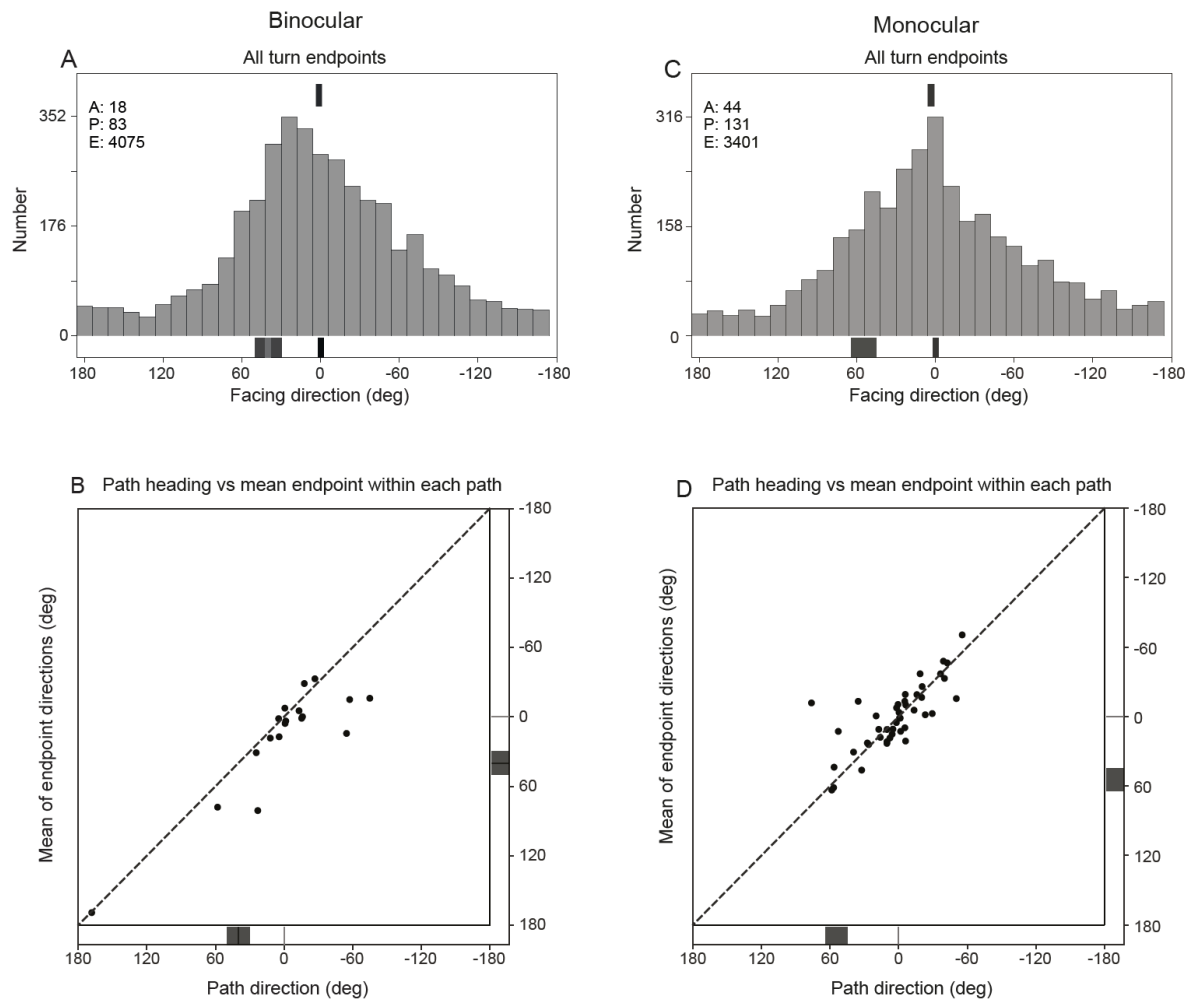 Binocular
Monocular
A
All turn endpoints
A: 18
P: 83
E: 4075
352
176
0
Number
180 120 60 0 -60 -120 -180
Facing direction (deg)
C
All turn endpoints
A: 44
P: 131
E: 3401
316
158
0
Number
180 120 60 0 -60 -120 -180
Facing direction (deg)
B Path heading vs mean endpoint within each path
Mean of endpoint directions (deg)
-180
-120
-60
0
60
120
180
180 120 60 0 -60 -120 -180
Path direction (deg)
D Path heading vs mean endpoint within each path
Mean of endpoint directions (deg)
-180
-120
-60
0
60
120
180
180 120 60 0 -60 -120 -180
Path direction (deg)